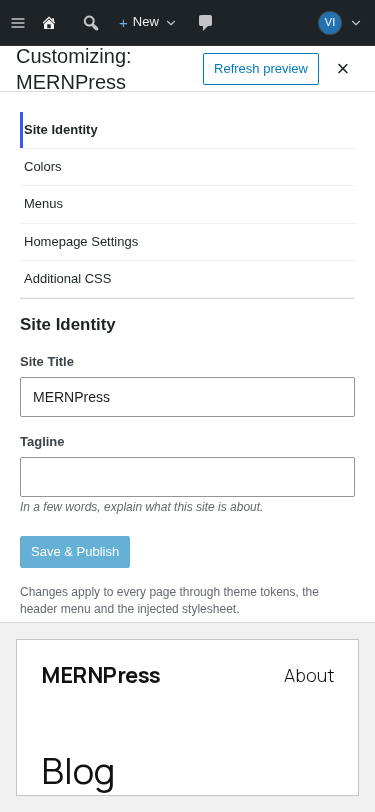 + New
VI
Customizing:
MERNPress
Refresh preview
×
Site Identity
Colors
Menus
Homepage Settings
Additional CSS
Site Identity
Site Title
MERNPress
Tagline
In a few words, explain what this site is about.
Save & Publish
Changes apply to every page through theme tokens, the
header menu and the injected stylesheet.
MERNPress
About
Blog